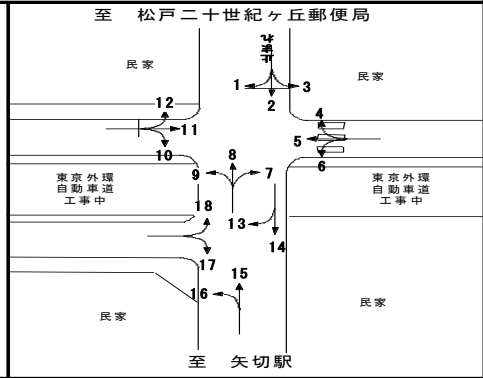 至 松戸二十世紀ヶ丘郵便局
民家
止まれ
民家
1
2
3
12
11
10
4
5
6
8
9
7
東京外環
自動車道
工事中
東京外環
自動車道
工事中
18
13
14
17
15
16
民家
民家
至 矢切駅